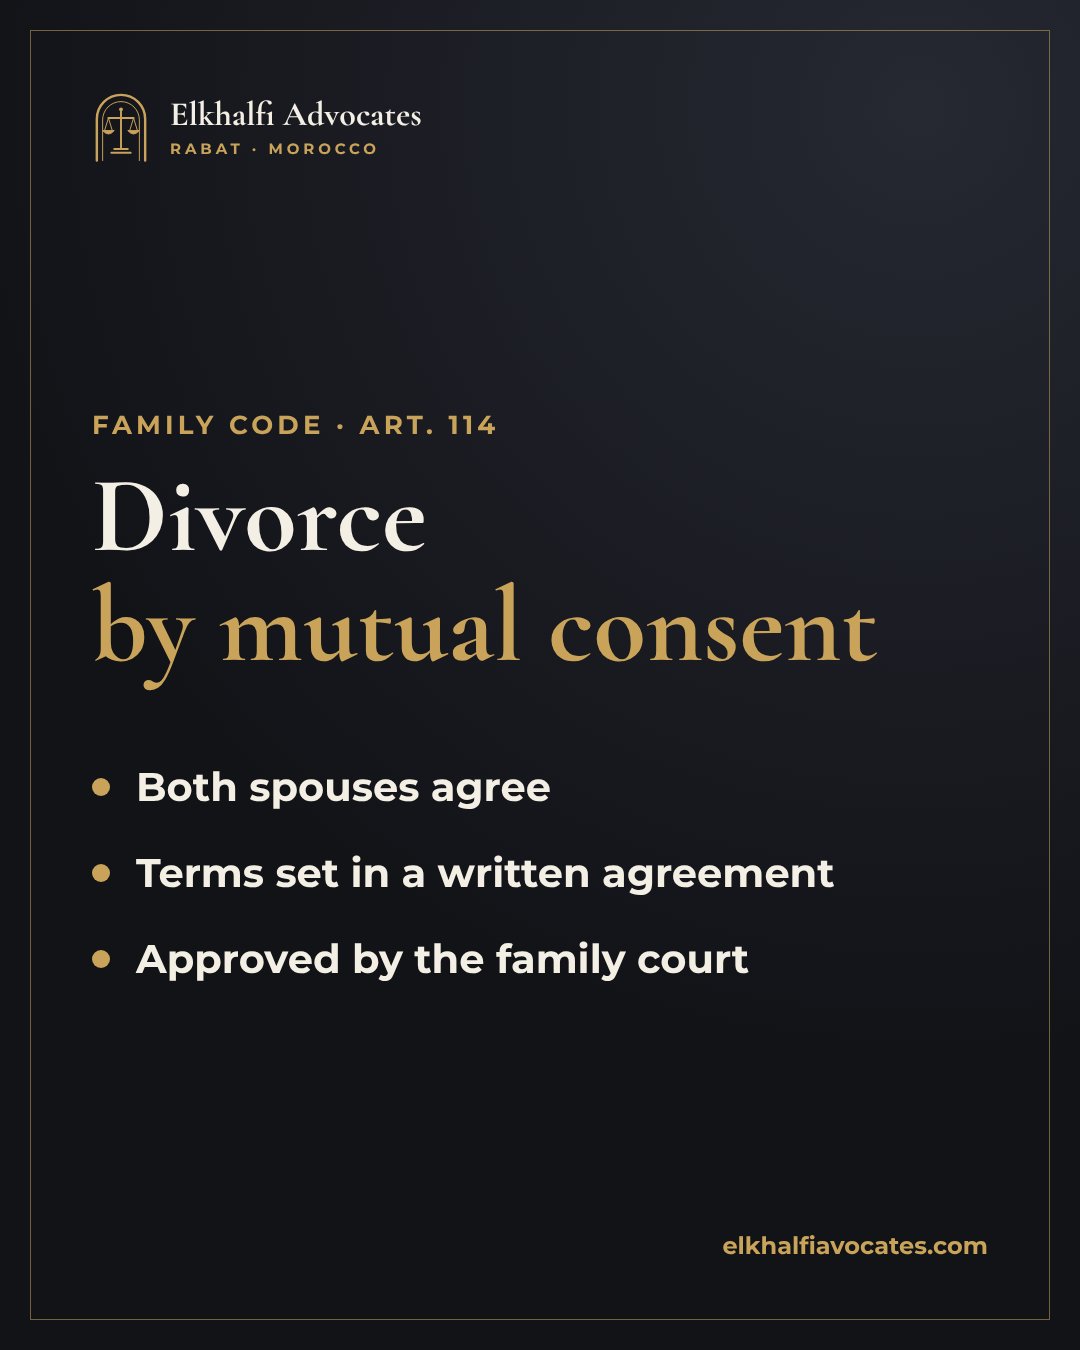 Elkhalfi Advocates
RABAT · MOROCCO
FAMILY CODE · ART. 114
Divorce
by mutual consent
Both spouses agree
Terms set in a written agreement
Approved by the family court
elkhalfiavocates.com